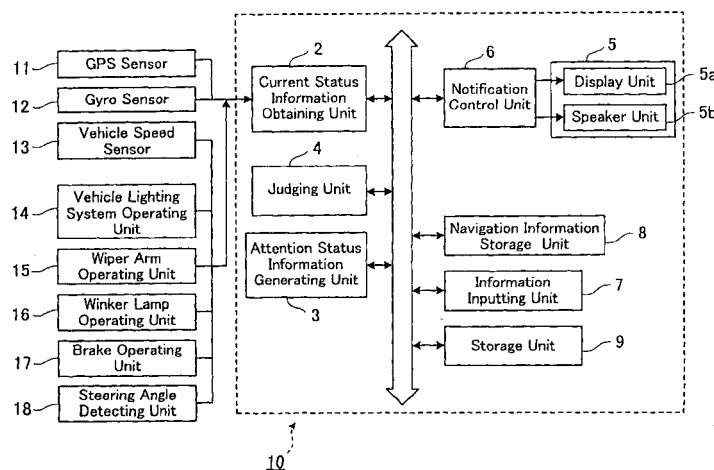 11
GPS Sensor
12
Gyro Sensor
13
Vehicle Speed
Sensor
14
Vehicle Lighting
System Operating
Unit
15
Wiper Arm
Operating Unit
16
Winker Lamp
Operating Unit
17
Brake Operating
Unit
18
Steering Angle
Detecting Unit
2
Current Status
Information
Obtaining Unit
4
Judging Unit
Attention Status
Information
Generating Unit
3
6
Notification
Control Unit
5
Display Unit
5a
Speaker Unit
5b
Navigation Information
Storage Unit
8
Information
Inputting Unit
7
Storage Unit
9
10